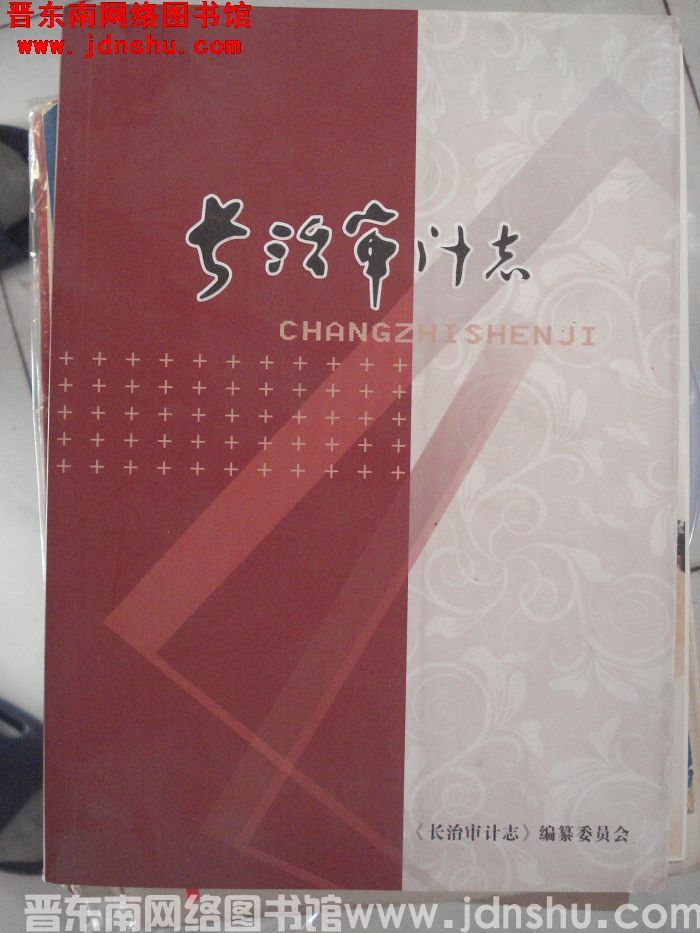 晋东南网络图书馆
www.jdnshu.com
长治审计志
CHANGZHISHENJI
《长治审计志》编纂委员会
晋东南网络图书馆www.jdnshu.com